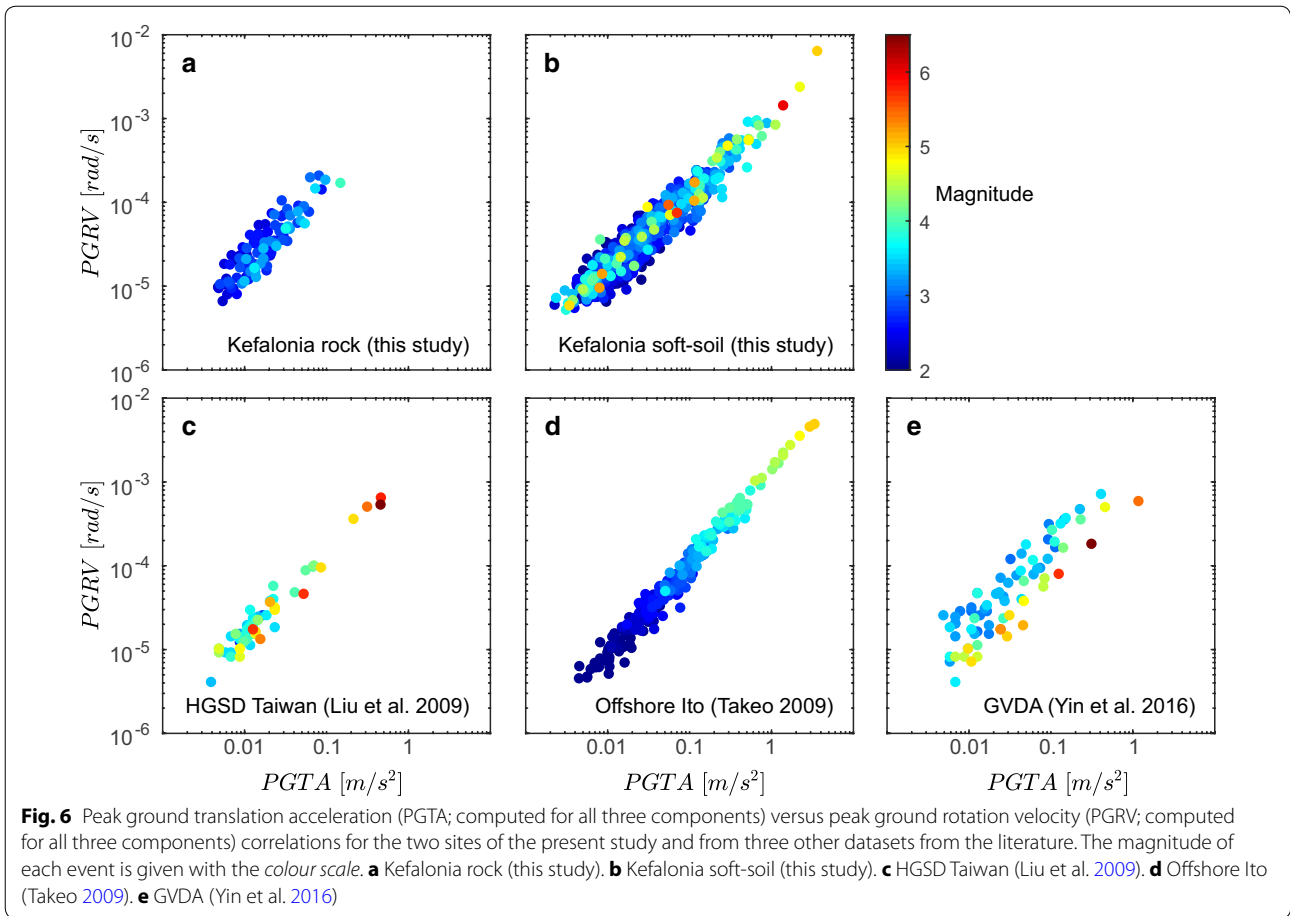 a
b
10⁻²
10⁻³
10⁻⁴
10⁻⁵
10⁻⁶
PGRV [rad/s]
Kefalonia rock (this study)
Kefalonia soft-soil (this study)
6
5
4
3
2
Magnitude
c
d
e
10⁻²
10⁻³
10⁻⁴
10⁻⁵
10⁻⁶
PGRV [rad/s]
HGSD Taiwan (Liu et al. 2009)
Offshore Ito (Takeo 2009)
GVDA (Yin et al. 2016)
0.01 0.1 1
0.01 0.1 1
0.01 0.1 1
PGTA [m/s²]
PGTA [m/s²]
PGTA [m/s²]
Fig. 6 Peak ground translation acceleration (PGTA; computed for all three components) versus peak ground rotation velocity (PGRV; computed
for all three components) correlations for the two sites of the present study and from three other datasets from the literature. The magnitude of
each event is given with the colour scale. a Kefalonia rock (this study). b Kefalonia soft-soil (this study). c HGSD Taiwan (Liu et al. 2009). d Offshore Ito
(Takeo 2009). e GVDA (Yin et al. 2016)